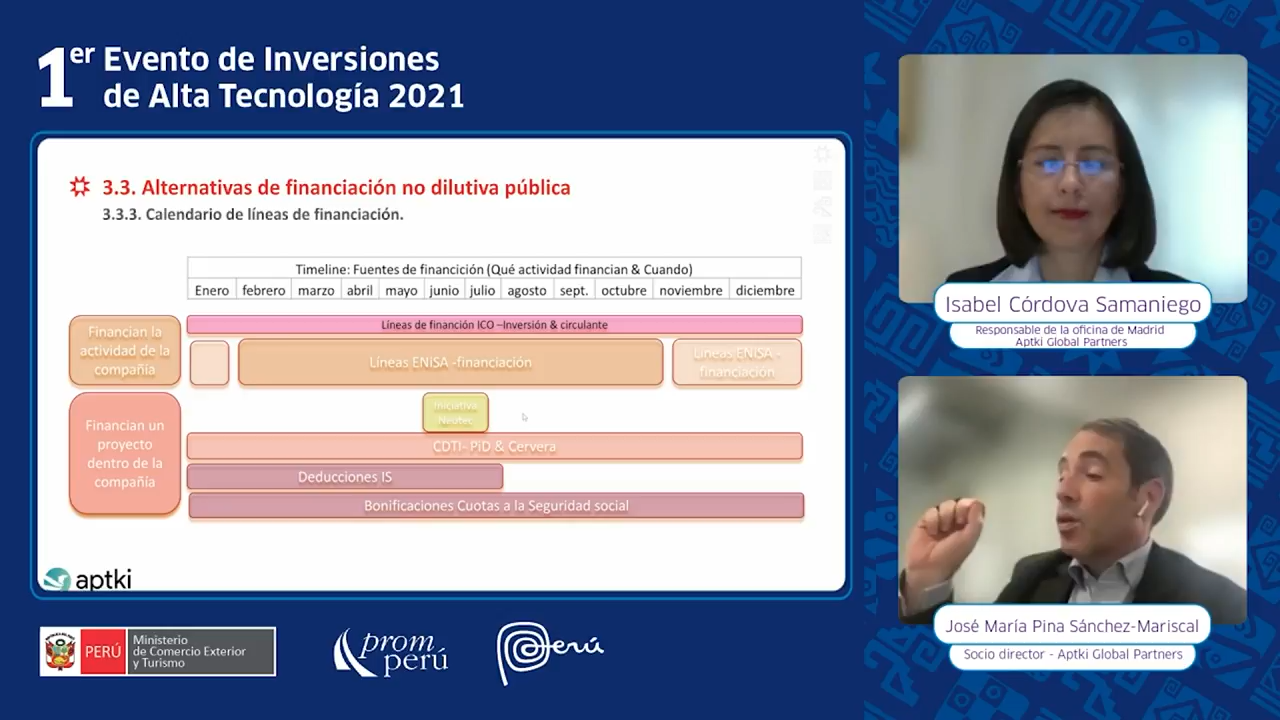 1er Evento de Inversiones
de Alta Tecnología 2021
3.3. Alternativas de financiación no dilutiva pública
3.3.3. Calendario de líneas de financiación.
Timeline: Fuentes de financición (Qué actividad financian & Cuando)
Enero febrero marzo abril mayo junio julio agosto sept. octubre noviembre diciembre
Financian la
actividad de la
compañía
Líneas de financión ICO –Inversión & circulante
Líneas ENISA -financiación
Líneas ENISA -
financiación
Financian un
proyecto
dentro de la
compañía
Iniciativa
Neotec
CDTI- PiD & Cervera
Deducciones IS
Bonificaciones Cuotas a la Seguridad social
aptki
PERÚ
Ministerio
de Comercio Exterior
y Turismo
prom
perú
Perú
Isabel Córdova Samaniego
Responsable de la oficina de Madrid
Aptki Global Partners
José María Pina Sánchez-Mariscal
Socio director - Aptki Global Partners